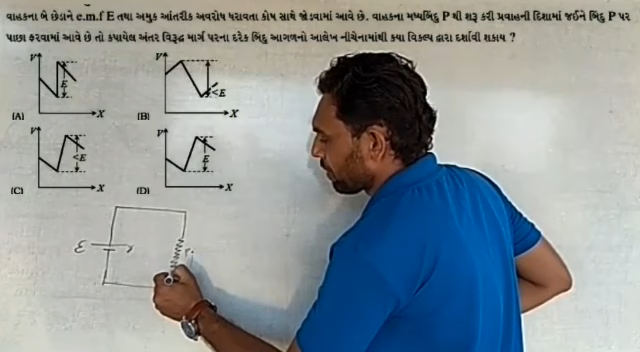 વાહકના બે છેડાને e.m.f E તથા અમુક આંતરીક અવરોધ ધરાવતા કોષ સાથે જોડવામાં આવે છે. વાહકના મધ્યબિંદુ P થી શરૂ કરી પ્રવાહની દિશામાં જઈને બિંદુ P પર
પાછા ફરવામાં આવે છે તો કપાયેલ અંતર વિરૂદ્ધ માર્ગ પરના દરેક બિંદુ આગળનો આલેખ નીચેનામાંથી ક્યા વિકલ્પ દ્વારા દર્શાવી શકાય ?
V
E
X
(A)
V
<E
X
(B)
V
<E
X
(C)
V
E
X
(D)
E